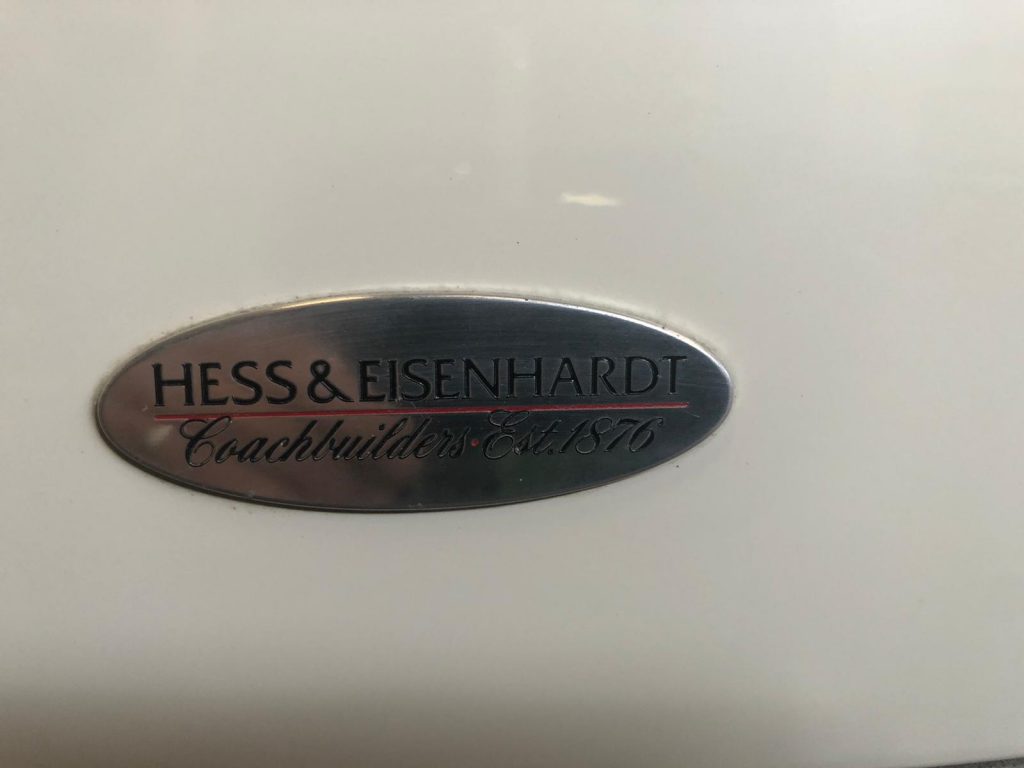 HESS & EISENHARDT
Coachbuilders · Est. 1876